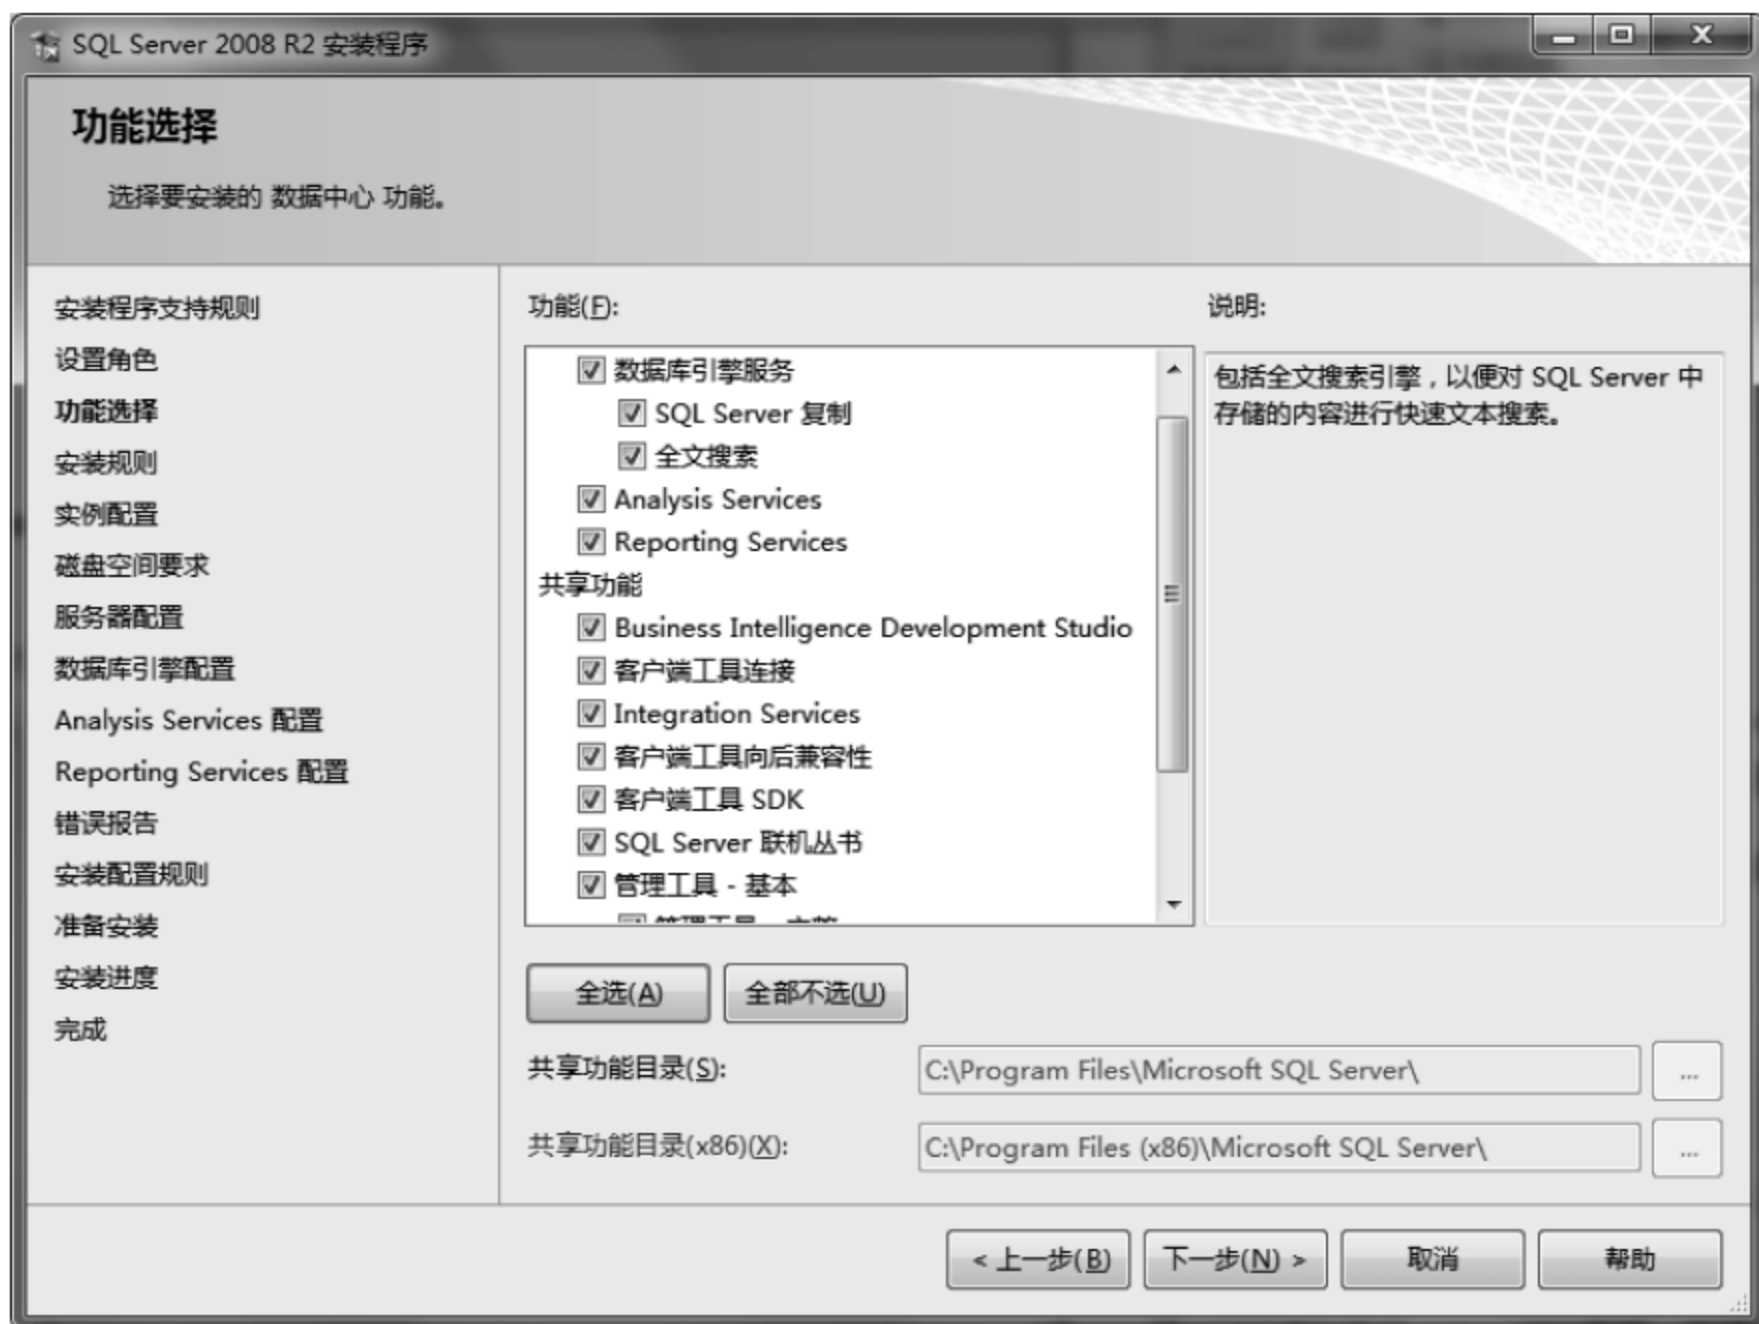 SQL Server 2008 R2 安装程序
功能选择
选择要安装的 数据中心 功能。
安装程序支持规则
设置角色
功能选择
安装规则
实例配置
磁盘空间要求
服务器配置
数据库引擎配置
Analysis Services 配置
Reporting Services 配置
错误报告
安装配置规则
准备安装
安装进度
完成
功能(F):
数据库引擎服务
SQL Server 复制
全文搜索
Analysis Services
Reporting Services
共享功能
Business Intelligence Development Studio
客户端工具连接
Integration Services
客户端工具向后兼容性
客户端工具 SDK
SQL Server 联机丛书
管理工具 - 基本
说明:
包括全文搜索引擎，以便对 SQL Server 中
存储的内容进行快速文本搜索。
全选(A)
全部不选(U)
共享功能目录(S):
C:\Program Files\Microsoft SQL Server\
...
共享功能目录(x86)(X):
C:\Program Files (x86)\Microsoft SQL Server\
...
< 上一步(B)
下一步(N) >
取消
帮助